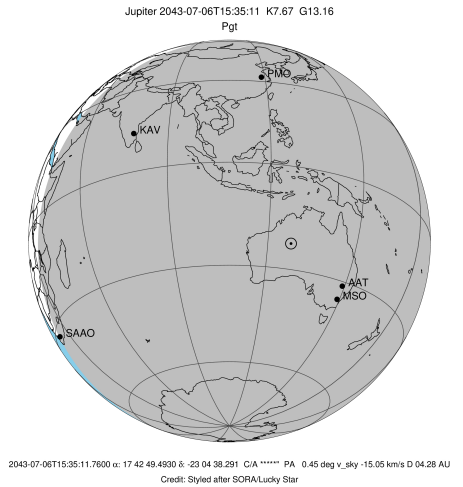 Jupiter 2043-07-06T15:35:11 K7.67 G13.16
Pgt
PMO
KAV
AAT
MSO
SAAO
2043-07-06T15:35:11.7600 α: 17 42 49.4930 δ: -23 04 38.291 C/A *****" PA 0.45 deg v_sky -15.05 km/s D 04.28 AU
Credit: Styled after SORA/Lucky Star